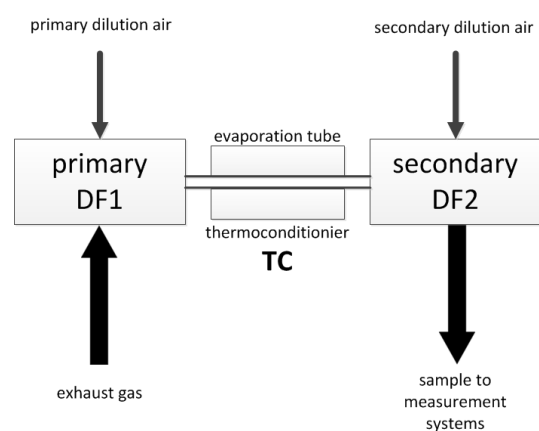 primary dilution air
secondary dilution air
evaporation tube
primary
DF1
secondary
DF2
thermoconditionier
TC
exhaust gas
sample to
measurement
systems